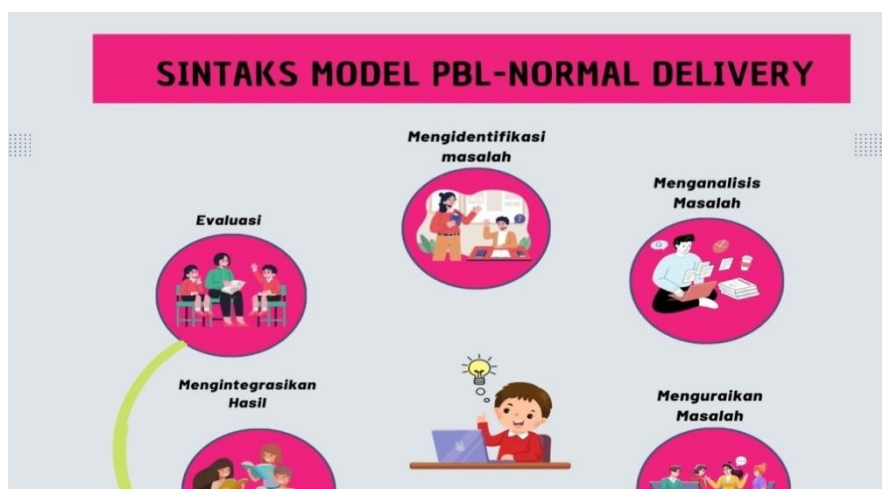 SINTAKS MODEL PBL-NORMAL DELIVERY
Mengidentifikasi
masalah
Menganalisis
Masalah
Evaluasi
Mengintegrasikan
Hasil
Menguraikan
Masalah